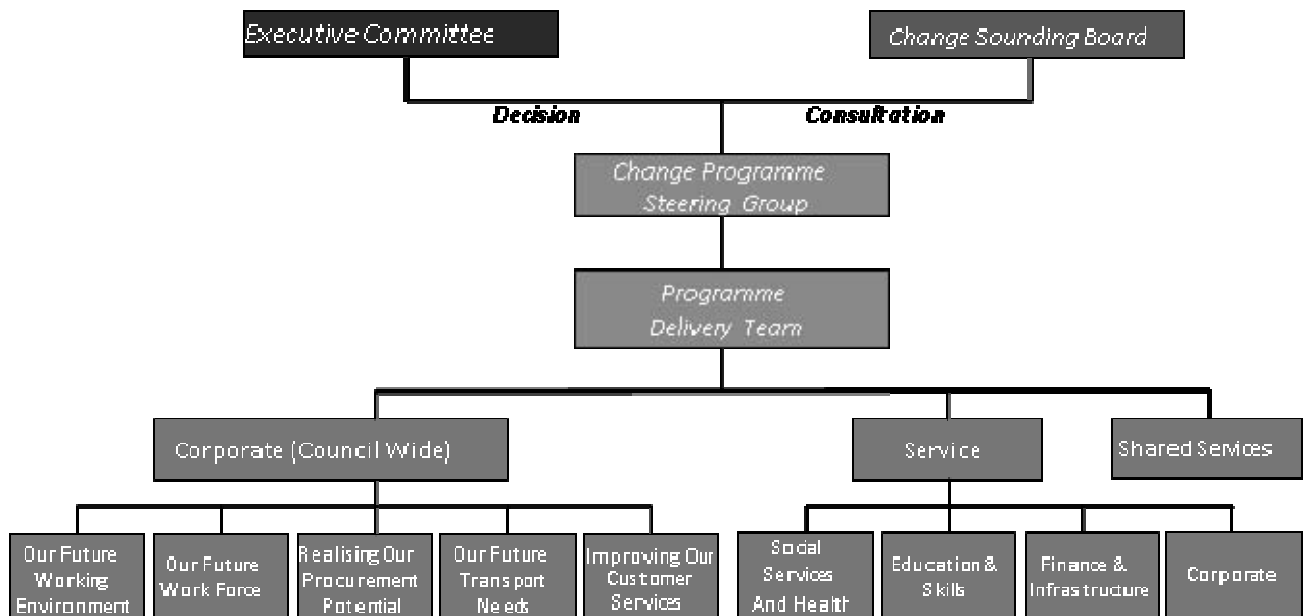 Executive Committee
Change Sounding Board
Decision
Consultation
Change Programme
Steering Group
Programme
Delivery Team
Corporate (Council Wide)
Service
Shared Services
Our Future
Working
Environment
Our Future
Work Force
Realising Our
Procurement
Potential
Our Future
Transport
Needs
Improving Our
Customer
Services
Social
Services
And Health
Education &
Skills
Finance &
Infrastructure
Corporate